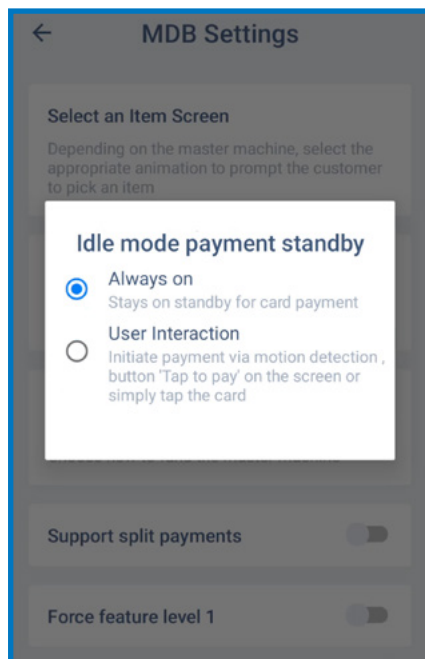 MDB Settings
Select an Item Screen
Depending on the master machine, select the
appropriate animation to prompt the customer
to pick an item
Idle mode payment standby
Always on
Stays on standby for card payment
User Interaction
Initiate payment via motion detection ,
button 'Tap to pay' on the screen or
simply tap the card
Support split payments
Force feature level 1